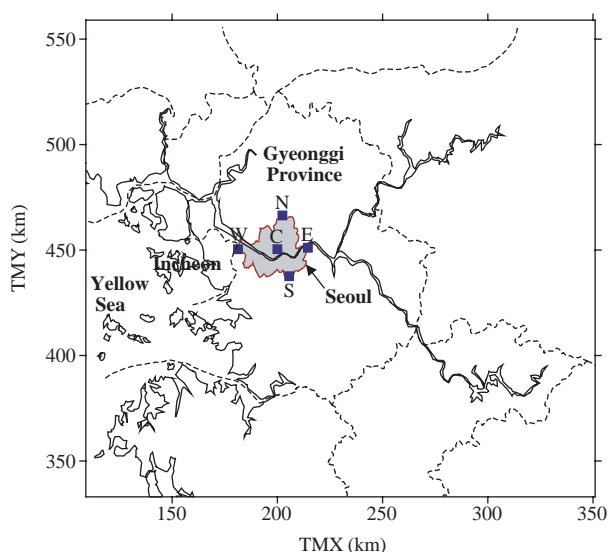 550
500
450
400
350
TMY (km)
Gyeonggi
Province
N
W
C
E
S
Incheon
Yellow
Sea
Seoul
150
200
250
300
350
TMX (km)